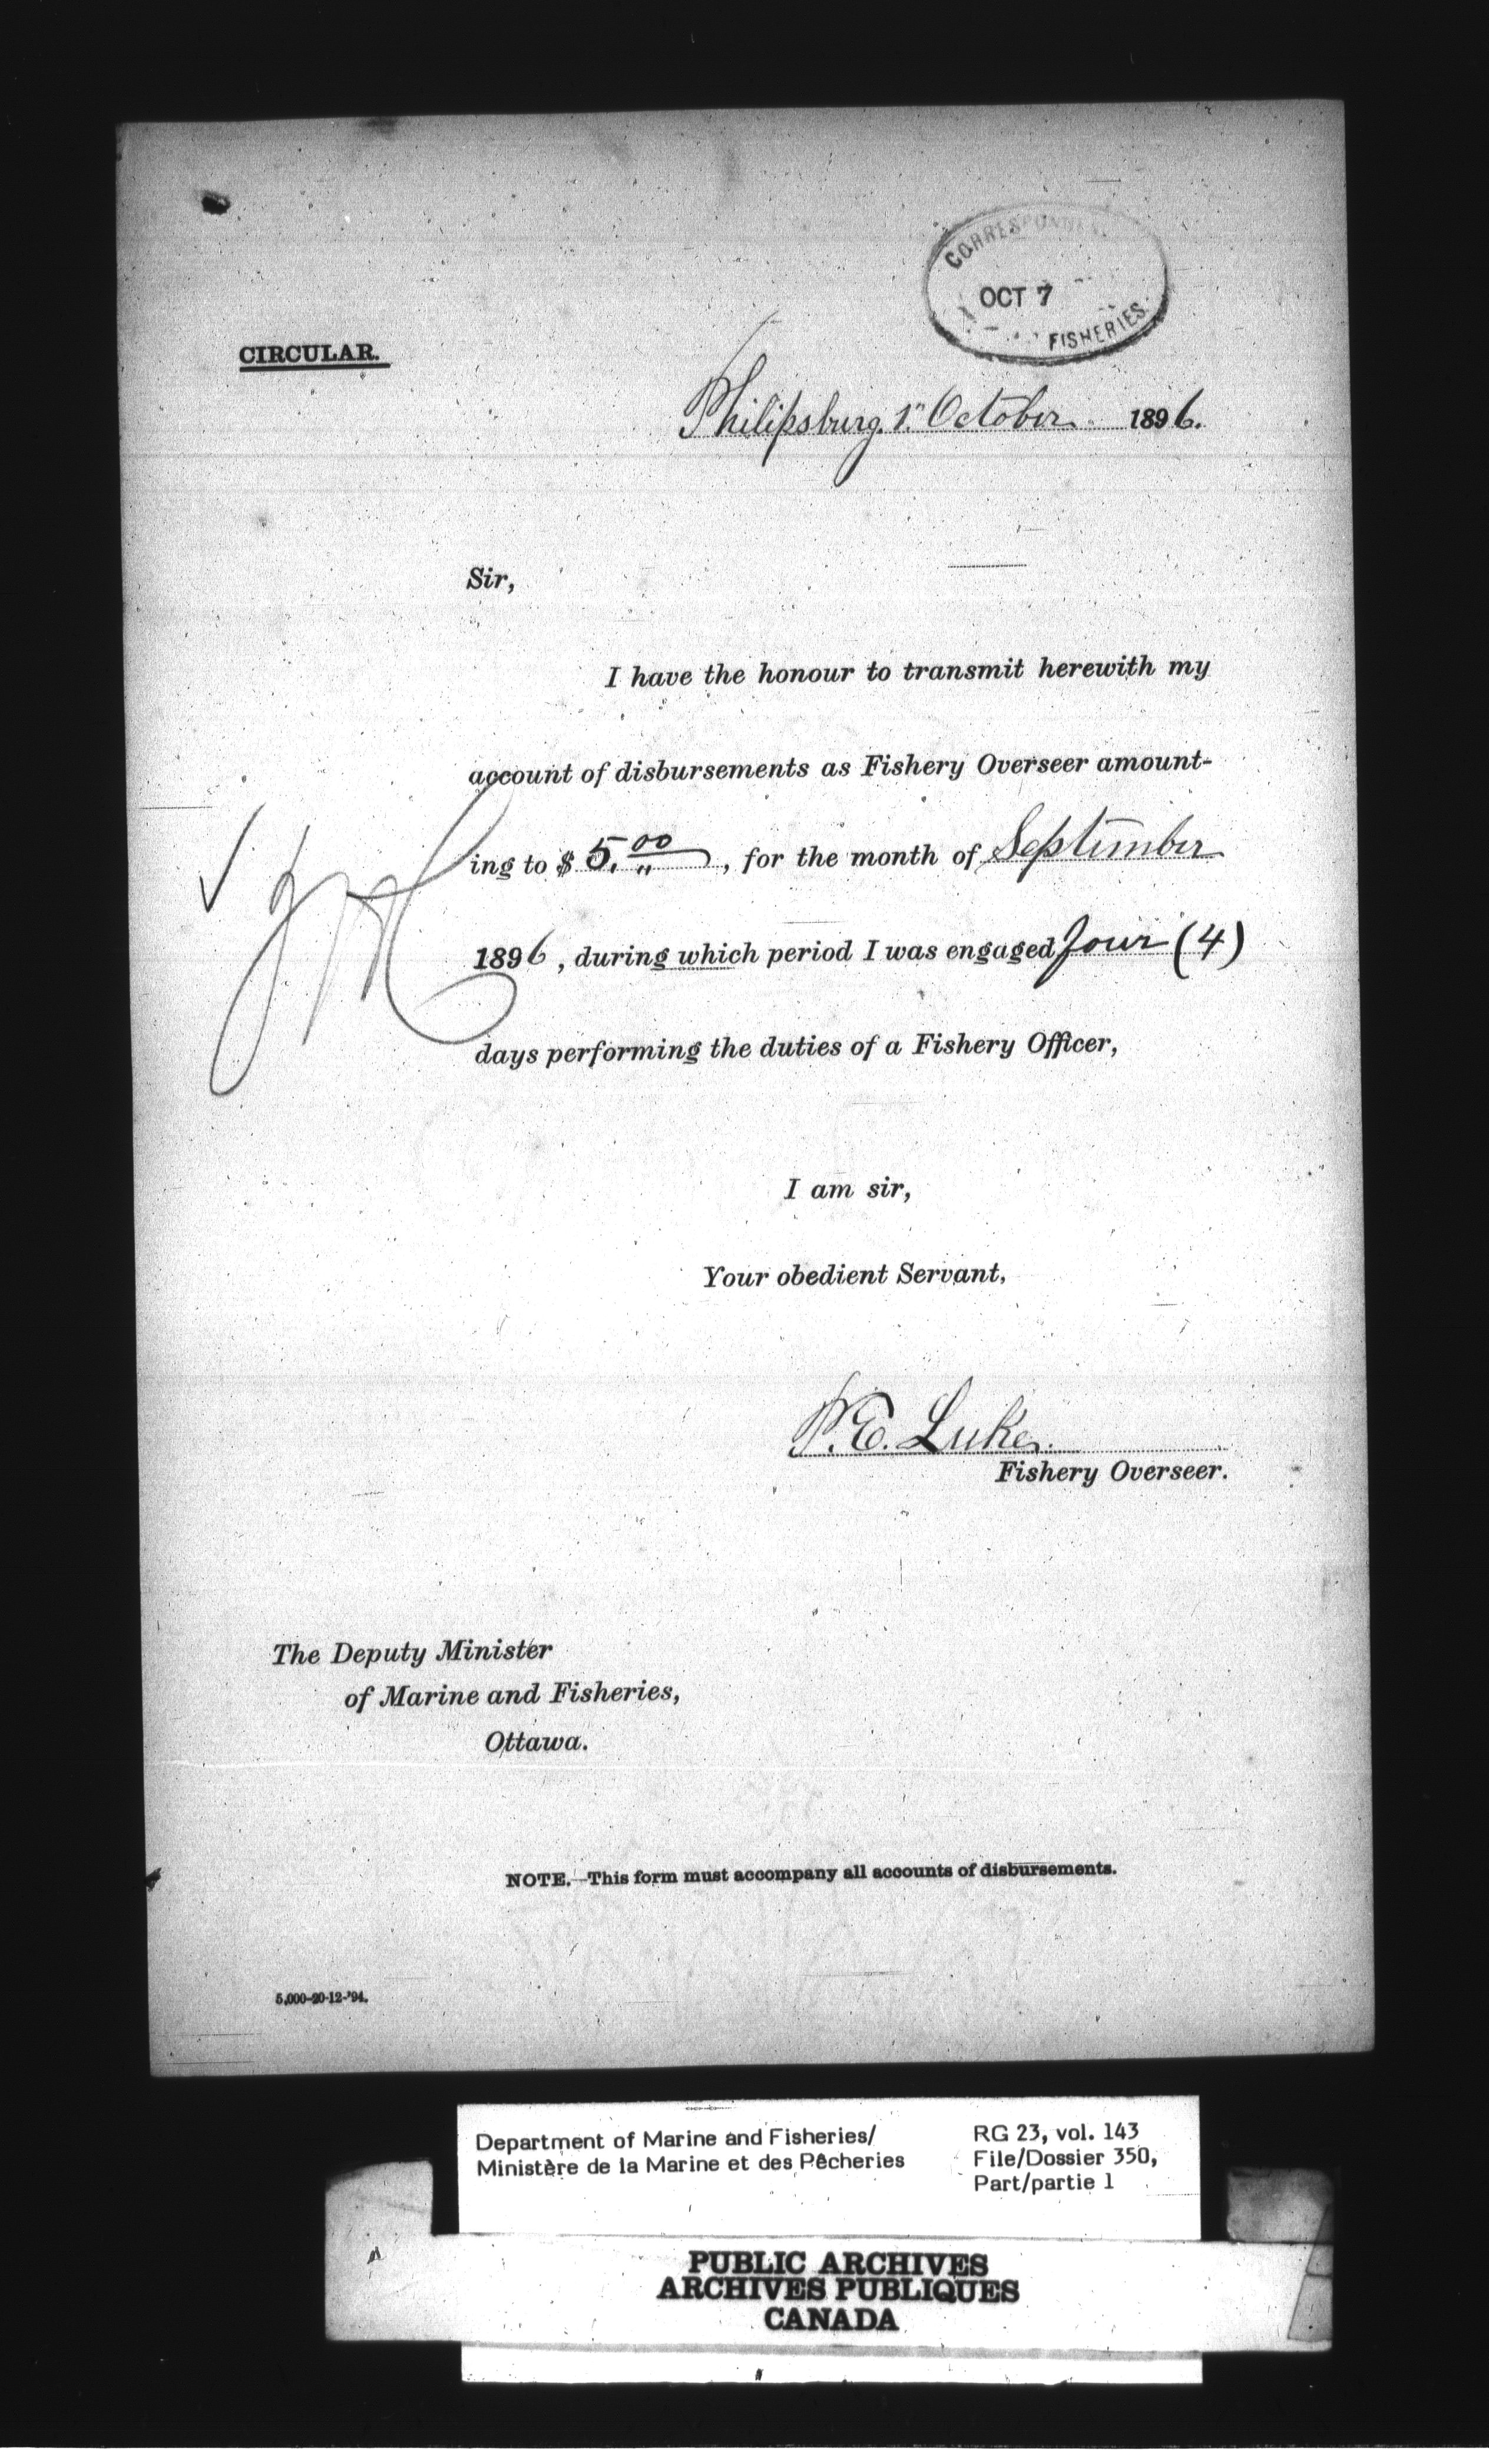 CORRESPONDEN
OCT 7
FISHERIES.
CIRCULAR.
Philipsburg. 1st October 1896.
Sir,
I have the honour to transmit herewith my
account of disbursements as Fishery Overseer amount-
ing to $ 5.00 , for the month of September
1896 , during which period I was engaged four (4)
days performing the duties of a Fishery Officer,
I am sir,
Your obedient Servant,
P. E. Luke.
Fishery Overseer.
The Deputy Minister
of Marine and Fisheries,
Ottawa.
NOTE.—This form must accompany all accounts of disbursements.
5,000-20-12-'94.
Department of Marine and Fisheries/
Ministère de la Marine et des Pêcheries
RG 23, vol. 143
File/Dossier 350,
Part/partie 1
PUBLIC ARCHIVES
ARCHIVES PUBLIQUES
CANADA